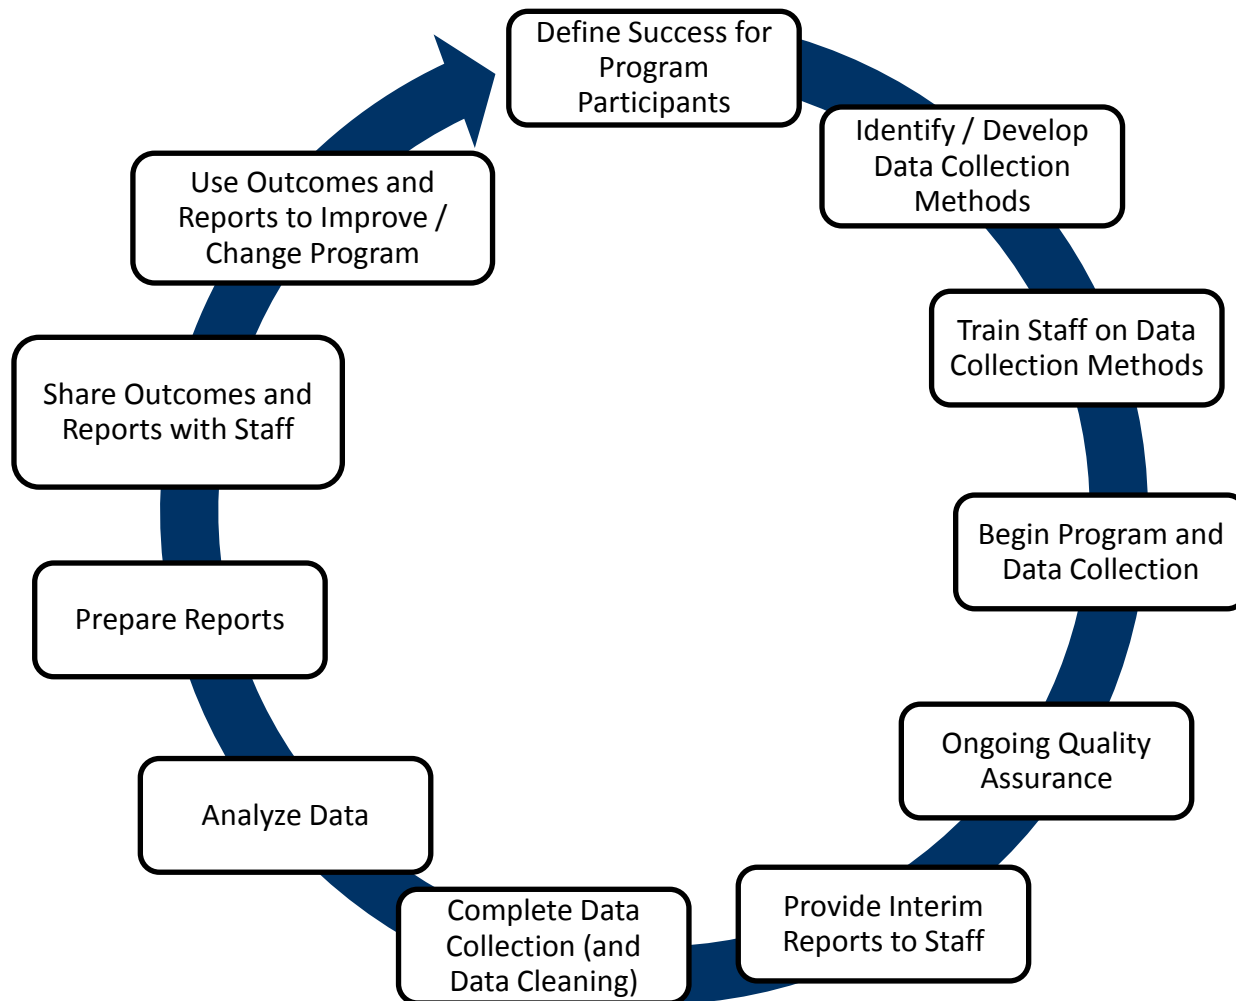 Define Success for
Program
Participants
Identify / Develop
Data Collection
Methods
Train Staff on Data
Collection Methods
Begin Program and
Data Collection
Ongoing Quality
Assurance
Provide Interim
Reports to Staff
Complete Data
Collection (and
Data Cleaning)
Analyze Data
Prepare Reports
Share Outcomes and
Reports with Staff
Use Outcomes and
Reports to Improve /
Change Program